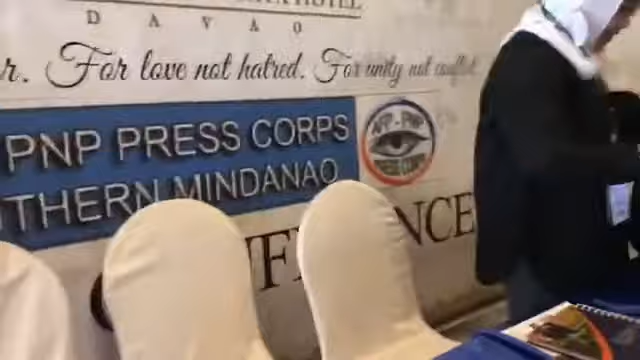 DAVAO
r. For love not hatred. For unity not conflict
PNP PRESS CORPS
THERN MINDANAO
AFP - PNP
PRESS CORPS
NCE